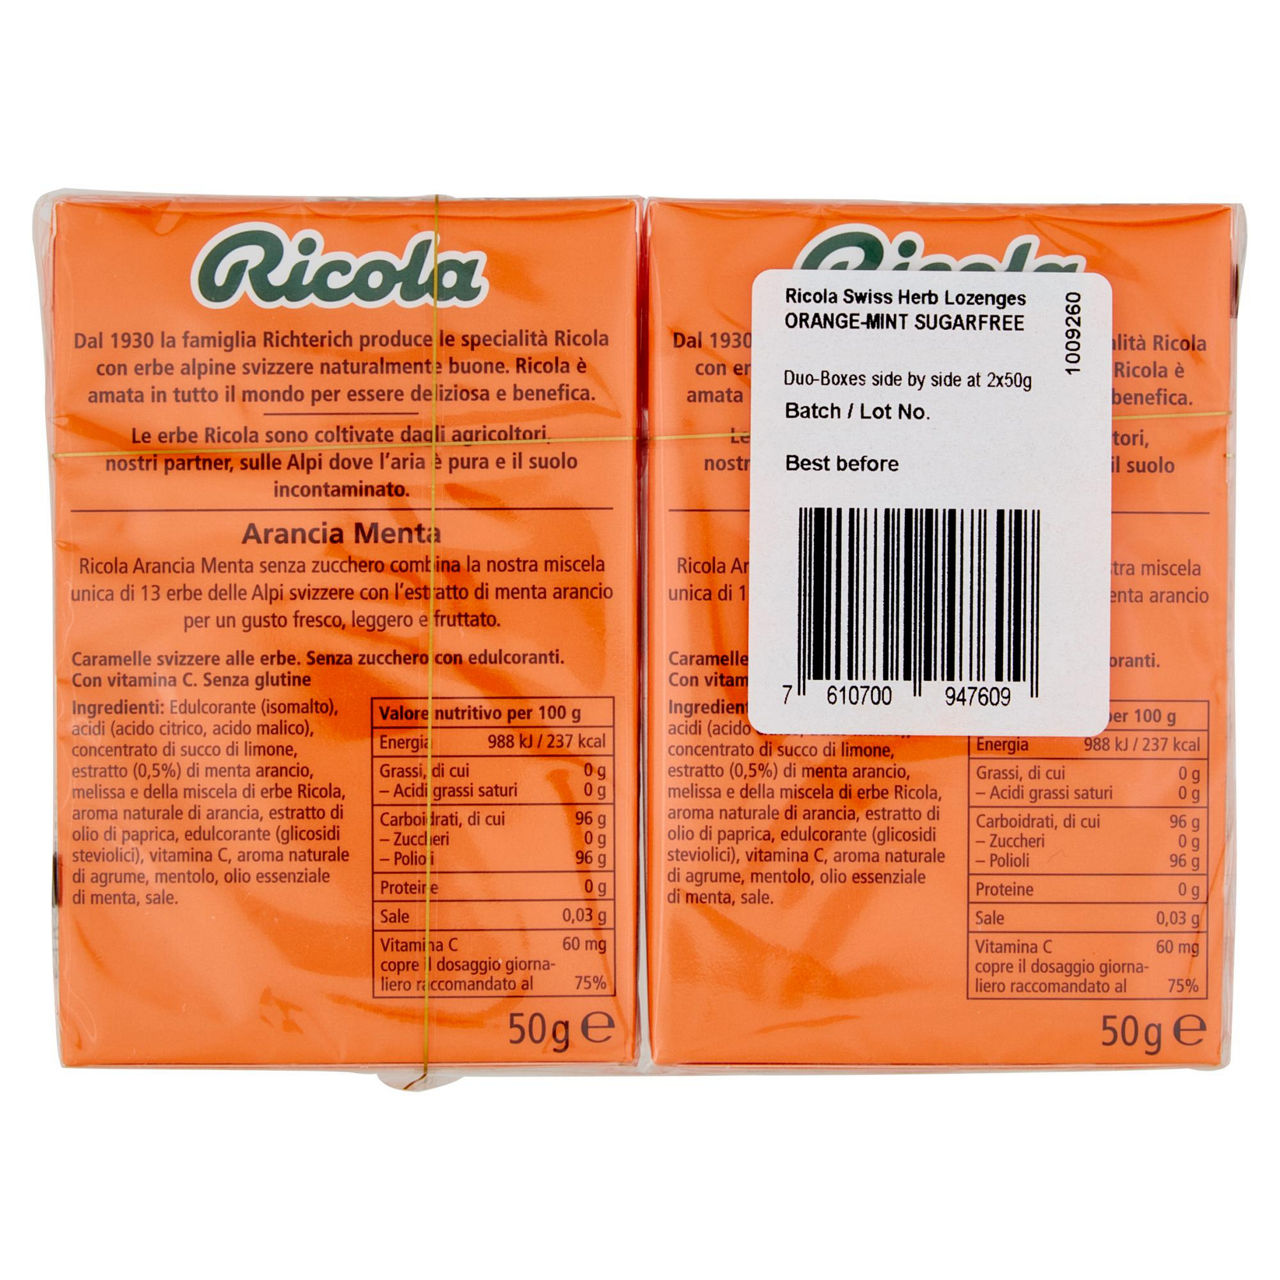 Ricola
Dal 1930 la famiglia Richterich produce le specialità Ricola
con erbe alpine svizzere naturalmente buone. Ricola è
amata in tutto il mondo per essere deliziosa e benefica.
Le erbe Ricola sono coltivate dagli agricoltori,
nostri partner, sulle Alpi dove l'aria è pura e il suolo
incontaminato.
Arancia Menta
Ricola Arancia Menta senza zucchero combina la nostra miscela
unica di 13 erbe delle Alpi svizzere con l'estratto di menta arancio
per un gusto fresco, leggero e fruttato.
Caramelle svizzere alle erbe. Senza zucchero con edulcoranti.
Con vitamina C. Senza glutine
Ingredienti: Edulcorante (isomalto),
acidi (acido citrico, acido malico),
concentrato di succo di limone,
estratto (0,5%) di menta arancio,
melissa e della miscela di erbe Ricola,
aroma naturale di arancia, estratto di
olio di paprica, edulcorante (glicosidi
steviolici), vitamina C, aroma naturale
di agrume, mentolo, olio essenziale
di menta, sale.
Valore nutritivo per 100 g
Energia 988 kJ / 237 kcal
Grassi, di cui 0 g
– Acidi grassi saturi 0 g
Carboidrati, di cui 96 g
– Zuccheri 0 g
– Polioli 96 g
Proteine 0 g
Sale 0,03 g
Vitamina C 60 mg
copre il dosaggio giorna-
liero raccomandato al 75%
50 g ℮
Ricola
Dal 1930
alità Ricola
con
Ricola è
amata
benefica.
Le
tori,
il suolo
Ricola
tra miscela
unica di
enta arancio
Caramelle
oranti.
Con
Ricola Swiss Herb Lozenges
ORANGE-MINT SUGARFREE
1009260
Duo-Boxes side by side at 2x50g
Batch / Lot No.
Best before
7 610700 947609
acidi
concentrato di succo di limone,
estratto (0,5%) di menta arancio,
melissa e della miscela di erbe Ricola,
aroma naturale di arancia, estratto di
olio di paprica, edulcorante (glicosidi
steviolici), vitamina C, aroma naturale
di agrume, mentolo, olio essenziale
di menta, sale.
per 100 g
Energia 988 kJ / 237 kcal
Grassi, di cui 0 g
– Acidi grassi saturi 0 g
Carboidrati, di cui 96 g
– Zuccheri 0 g
– Polioli 96 g
Proteine 0 g
Sale 0,03 g
Vitamina C 60 mg
copre il dosaggio giorna-
liero raccomandato al 75%
50 g ℮